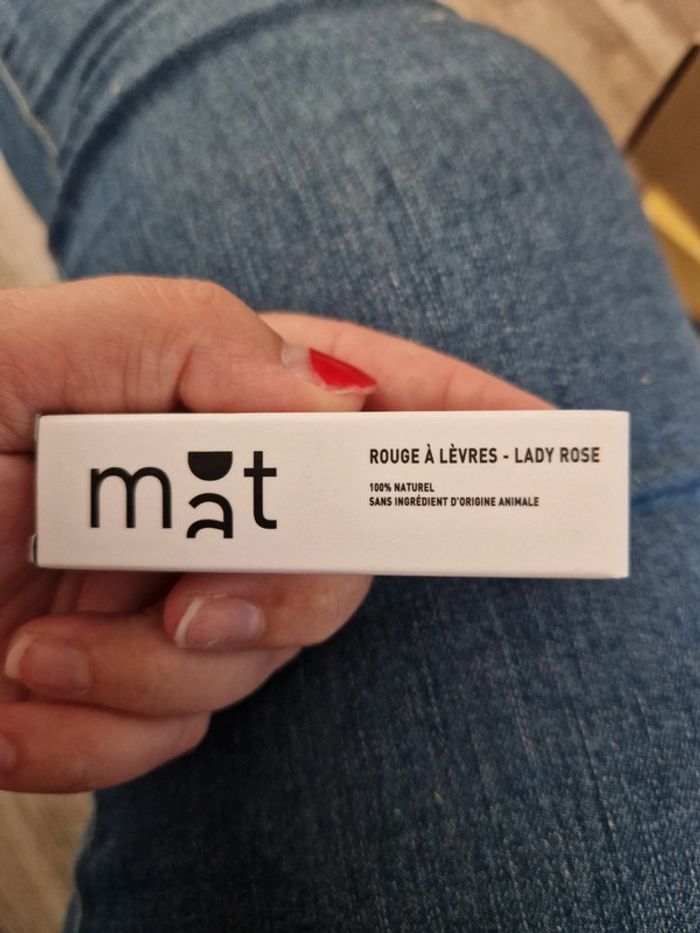 mat
ROUGE À LÈVRES - LADY ROSE
100% NATUREL
SANS INGRÉDIENT D'ORIGINE ANIMALE